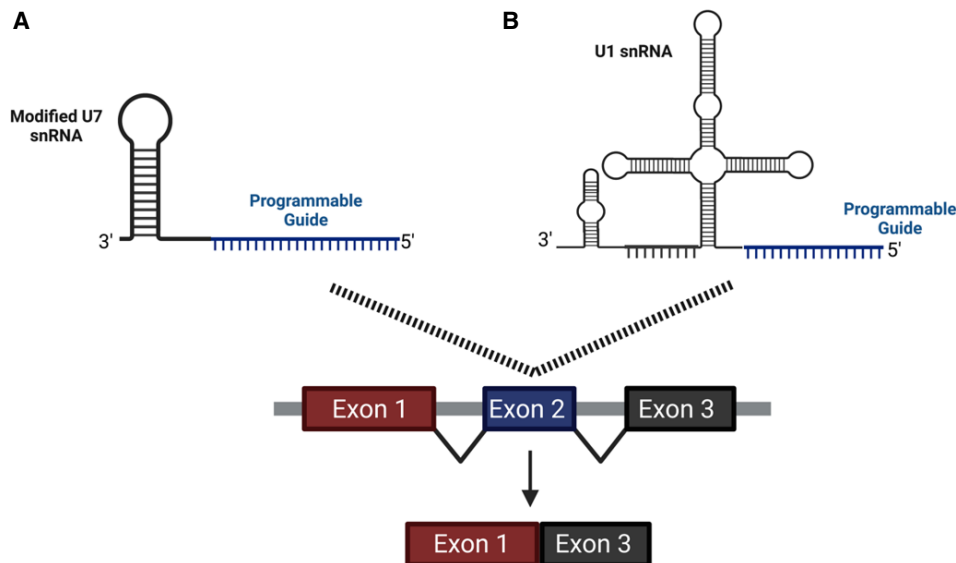 A
B
U1 snRNA
Modified U7
snRNA
Programmable
Guide
3'
5'
Programmable
Guide
3'
5'
Exon 1
Exon 2
Exon 3
Exon 1
Exon 3